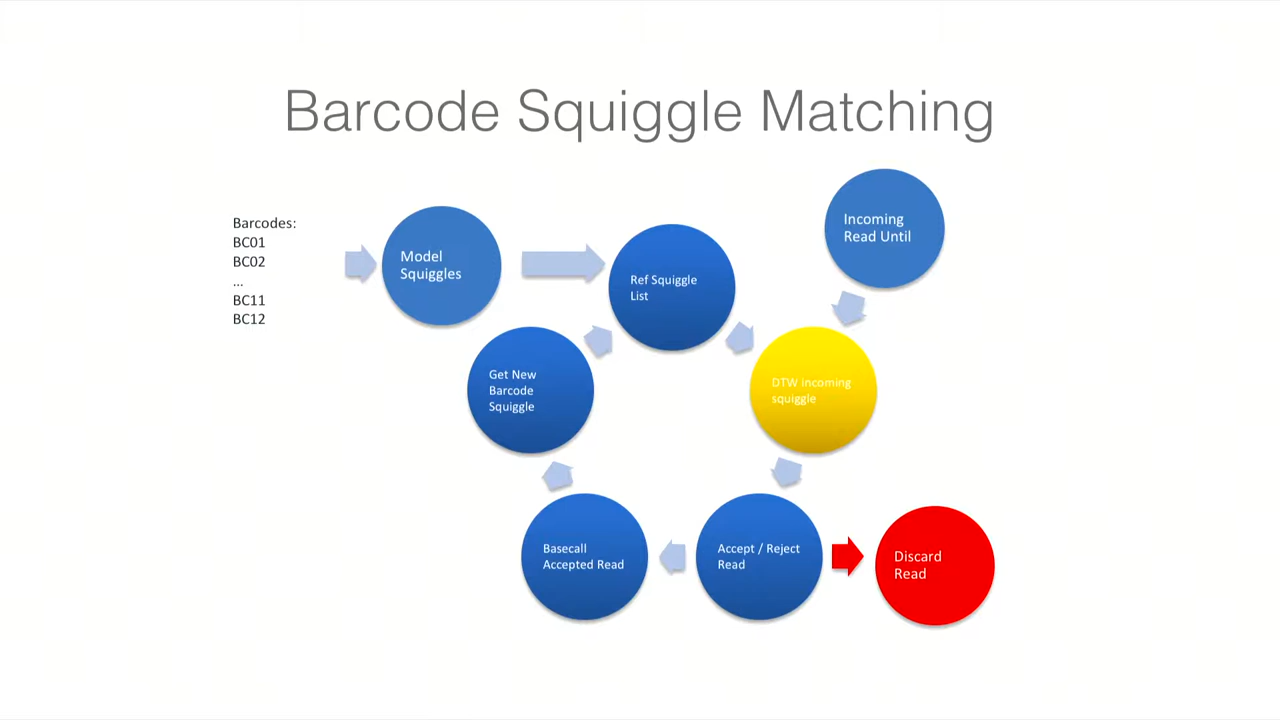 Barcode Squiggle Matching
Barcodes:
BC01
BC02
...
BC11
BC12
Model
Squiggles
Ref Squiggle
List
Incoming
Read Until
Get New
Barcode
Squiggle
DTW incoming
squiggle
Basecall
Accepted Read
Accept / Reject
Read
Discard
Read